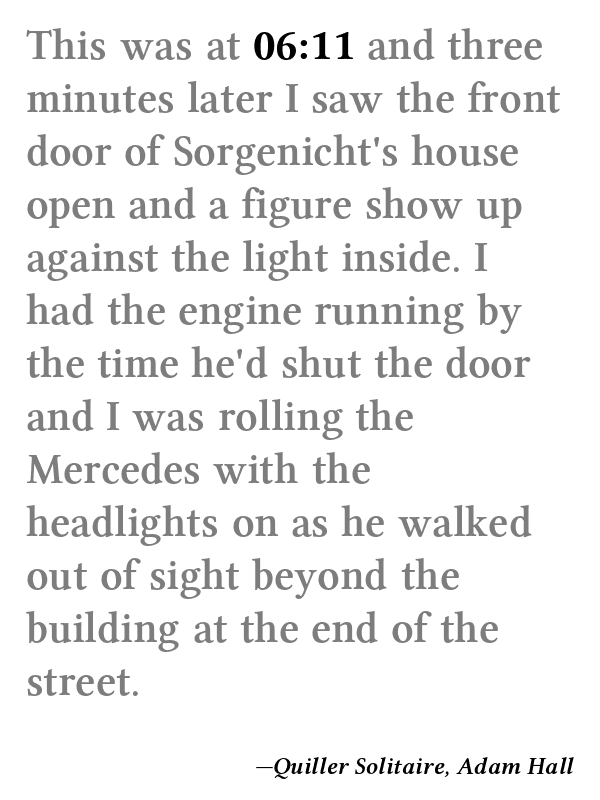 This was at 06:11 and three
minutes later I saw the front
door of Sorgenicht's house
open and a figure show up
against the light inside. I
had the engine running by
the time he'd shut the door
and I was rolling the
Mercedes with the
headlights on as he walked
out of sight beyond the
building at the end of the
street.
—Quiller Solitaire, Adam Hall